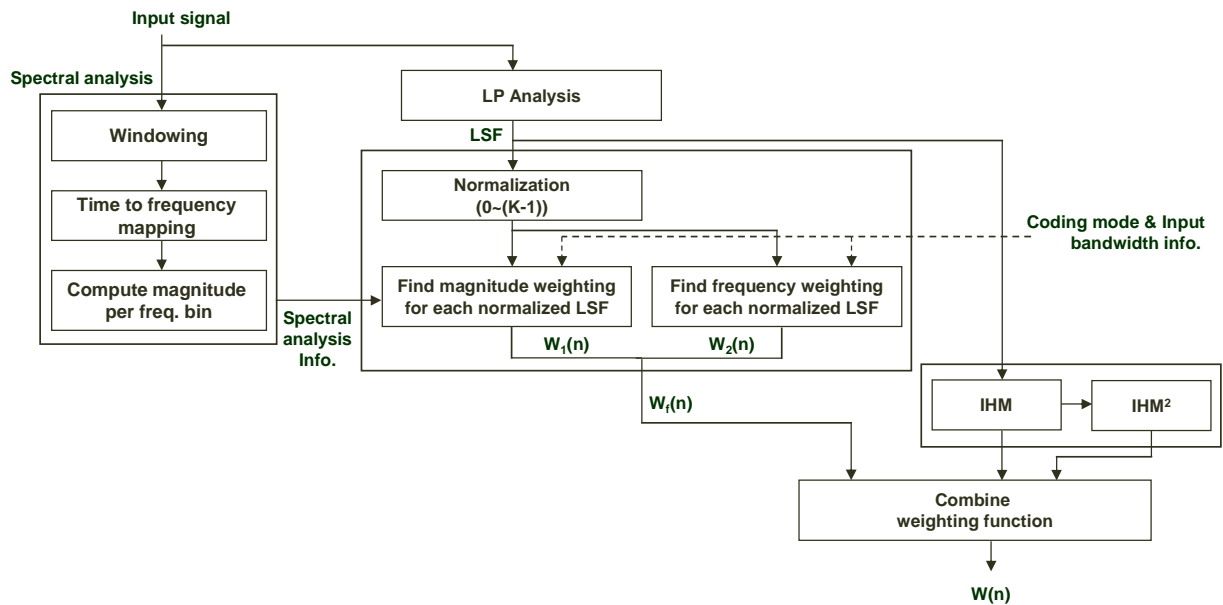 Input signal
Spectral analysis
Windowing
Time to frequency
mapping
Compute magnitude
per freq. bin
LP Analysis
LSF
Normalization
(0~(K-1))
Coding mode & Input
bandwidth info.
Find magnitude weighting
for each normalized LSF
Find frequency weighting
for each normalized LSF
Spectral
analysis
Info.
W₁(n)
W₂(n)
W_f(n)
IHM
IHM²
Combine
weighting function
W(n)